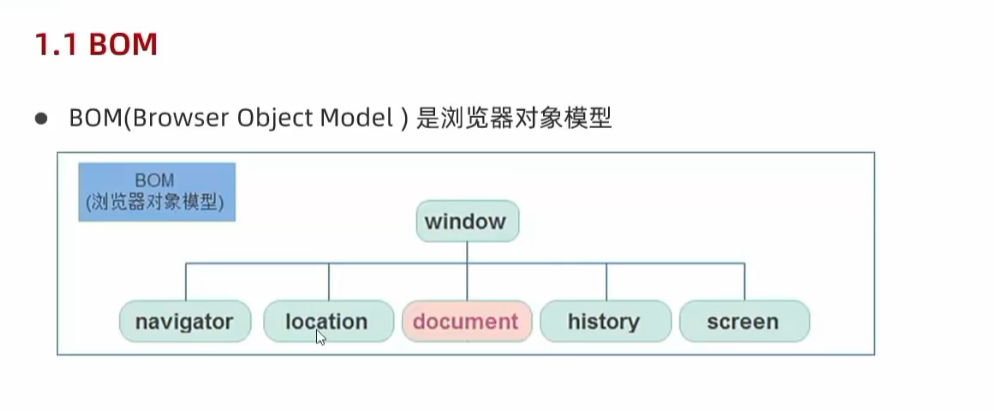 1.1 BOM
● BOM(Browser Object Model ) 是浏览器对象模型
BOM
(浏览器对象模型)
window
navigator location document history screen